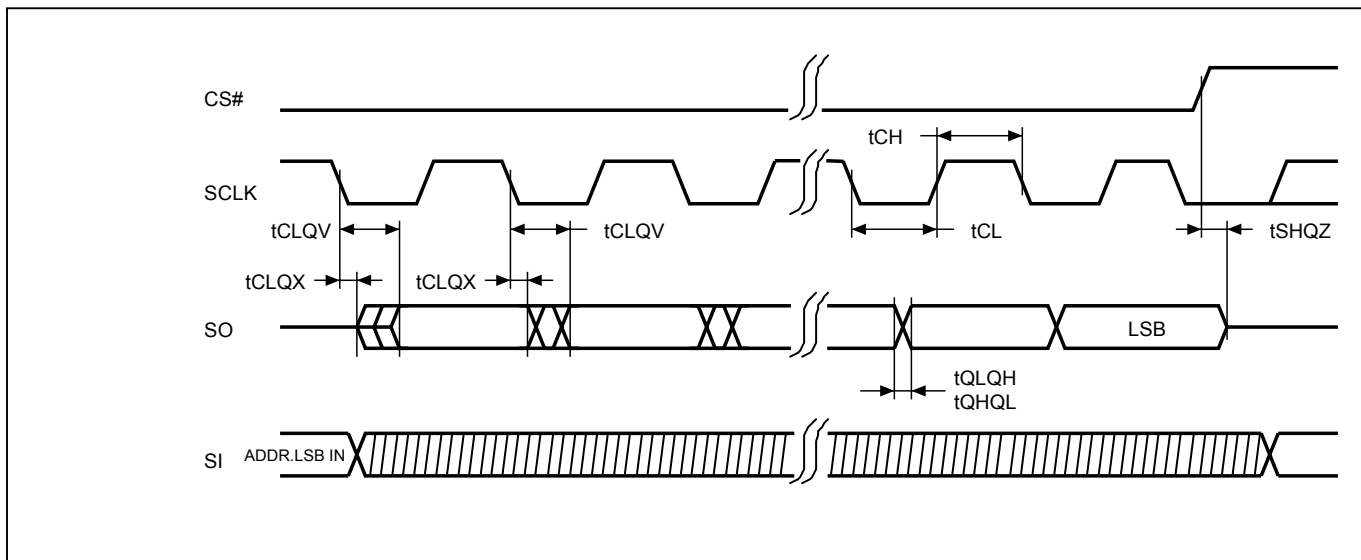 CS#
tCH
SCLK
tCLQV
tCLQV
tCL
tSHQZ
tCLQX
tCLQX
SO
LSB
tQLQH
tQHQL
SI
ADDR.LSB IN